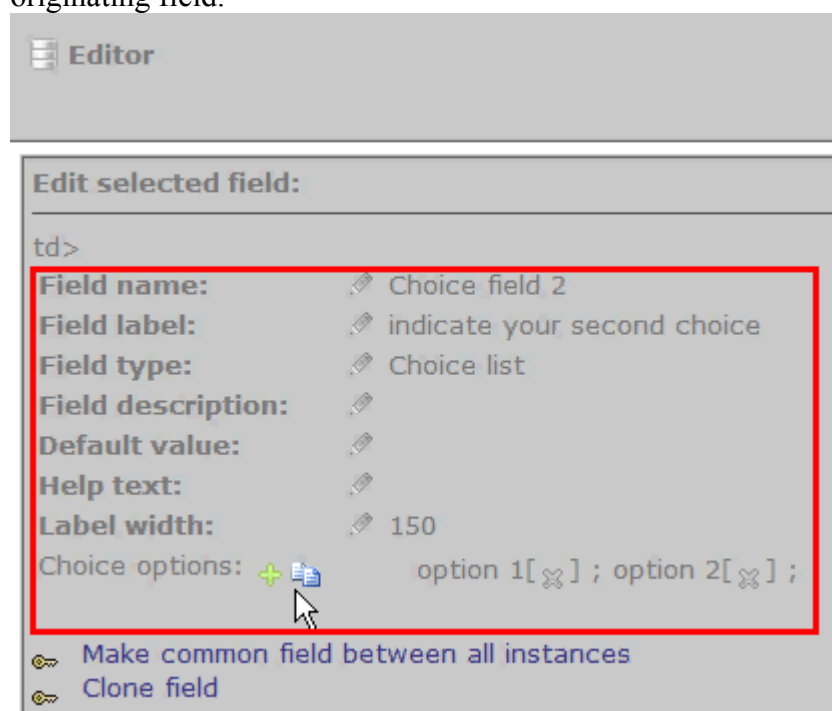 originating field.
Editor
Edit selected field:
td>
Field name: Choice field 2
Field label: indicate your second choice
Field type: Choice list
Field description:
Default value:
Help text:
Label width: 150
Choice options: option 1[ ] ; option 2[ ] ;
Make common field between all instances
Clone field